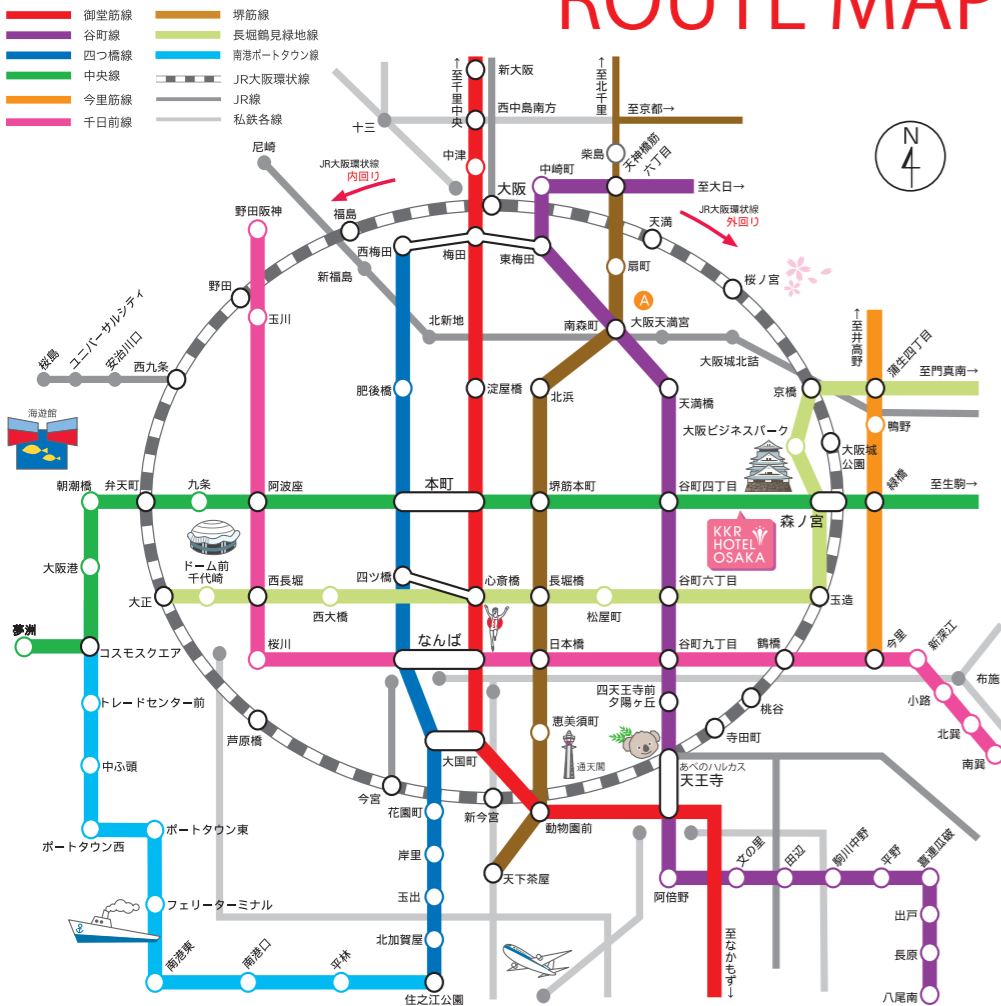 ROUTE MAP
御堂筋線
谷町線
四つ橋線
中央線
今里筋線
千日前線
堺筋線
長堀鶴見緑地線
南港ポートタウン線
JR大阪環状線
JR線
私鉄各線
←至千里中央
新大阪
西中島南方
←至北千里
至京都→
十三
尼崎
中津
柴島
天神橋筋
六丁目
中崎町
至大日→
N
JR大阪環状線
内回り
大阪
JR大阪環状線
外回り
野田阪神
福島
天満
西梅田
梅田
東梅田
扇町
新福島
桜ノ宮
野田
玉川
A
北新地
南森町
大阪天満宮
大阪城北詰
←至井高野
蒲生四丁目
桜島
ユニバーサルシティ
安治川口
西九条
京橋
至門真南→
肥後橋
淀屋橋
北浜
天満橋
海遊館
大阪ビジネスパーク
鴫野
大阪城
公園
朝潮橋
弁天町
九条
阿波座
本町
堺筋本町
谷町四丁目
森ノ宮
緑橋
至生駒→
KKR
HOTEL
OSAKA
大阪港
ドーム前
千代崎
西長堀
四ツ橋
心斎橋
長堀橋
谷町六丁目
大正
西大橋
松屋町
玉造
夢洲
コスモスクエア
桜川
なんば
日本橋
谷町九丁目
鶴橋
今里
新深江
布施
トレードセンター前
四天王寺前
夕陽ヶ丘
桃谷
小路
芦原橋
恵美須町
寺田町
北巽
中ふ頭
大国町
通天閣
あべのハルカス
天王寺
南巽
今宮
新今宮
花園町
動物園前
ポートタウン西
ポートタウン東
岸里
天下茶屋
文の里
田辺
駒川中野
平野
喜連瓜破
阿倍野
玉出
フェリーターミナル
出戸
北加賀屋
至なかもず→
長原
南港東
南港口
平林
住之江公園
八尾南